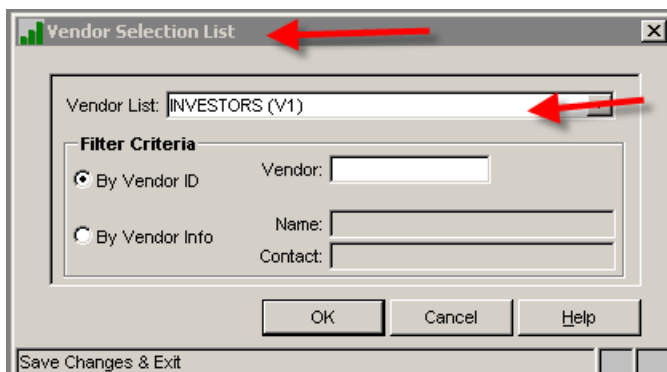 Vendor Selection List
Vendor List: INVESTORS (V1)
Filter Criteria
By Vendor ID
Vendor:
By Vendor Info
Name:
Contact:
OK Cancel Help
Save Changes & Exit